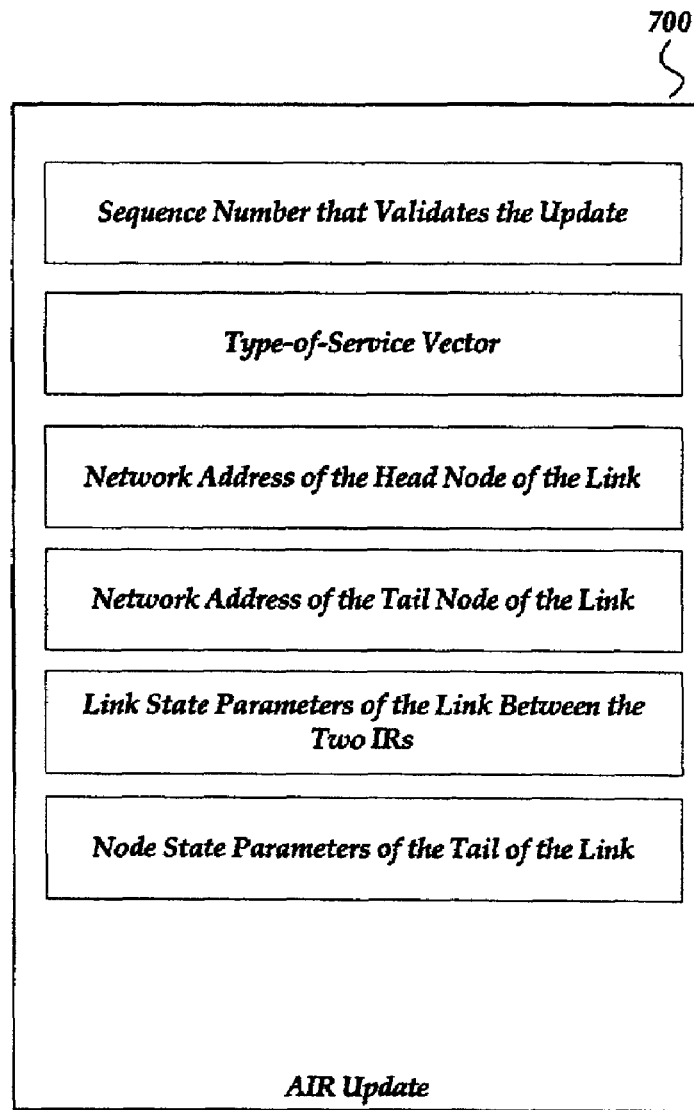 700
Sequence Number that Validates the Update
Type-of-Service Vector
Network Address of the Head Node of the Link
Network Address of the Tail Node of the Link
Link State Parameters of the Link Between the
Two IRs
Node State Parameters of the Tail of the Link
AIR Update